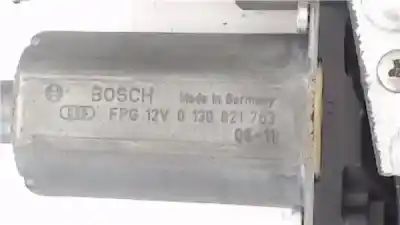 BOSCH Made in Germany
FPG 12V 0 130 821 763
06-11